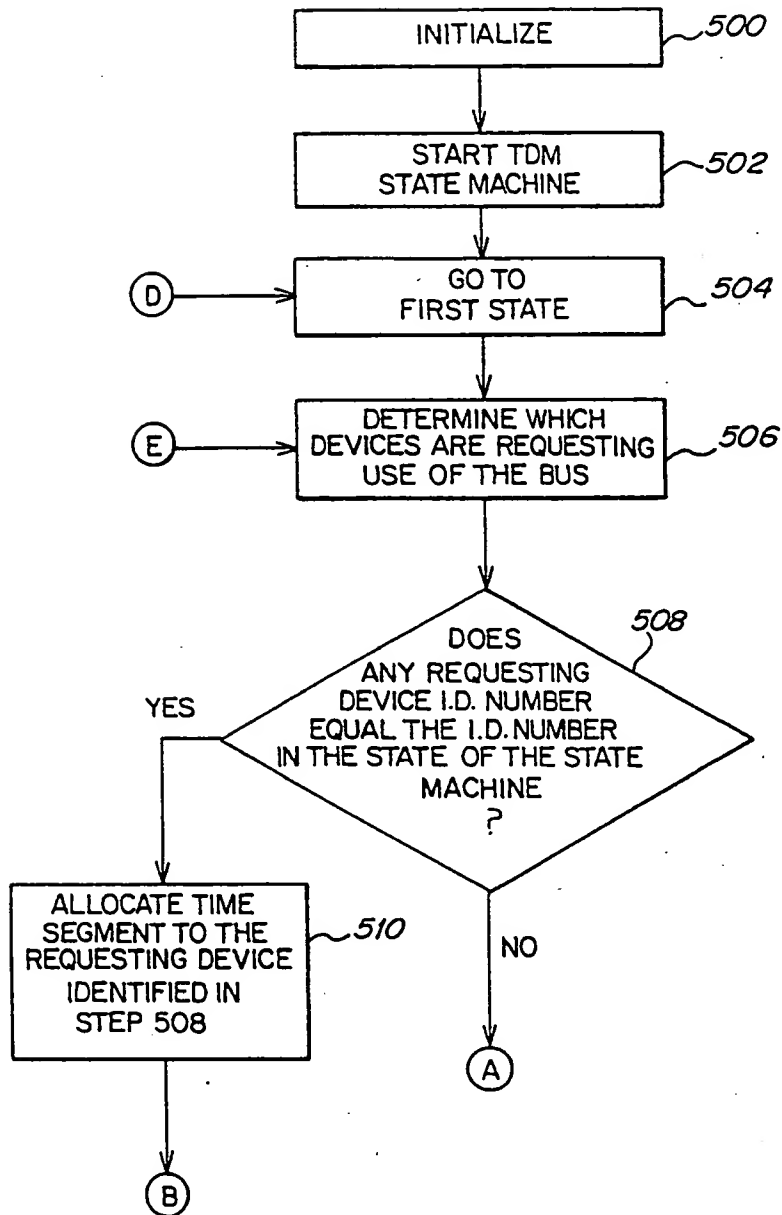 INITIALIZE
500
START TDM
STATE MACHINE
502
D
GO TO
FIRST STATE
504
E
DETERMINE WHICH
DEVICES ARE REQUESTING
USE OF THE BUS
506
DOES
ANY REQUESTING
DEVICE I.D. NUMBER
EQUAL THE I.D. NUMBER
IN THE STATE OF THE STATE
MACHINE
?
508
YES
ALLOCATE TIME
SEGMENT TO THE
REQUESTING DEVICE
IDENTIFIED IN
STEP 508
510
NO
A
B